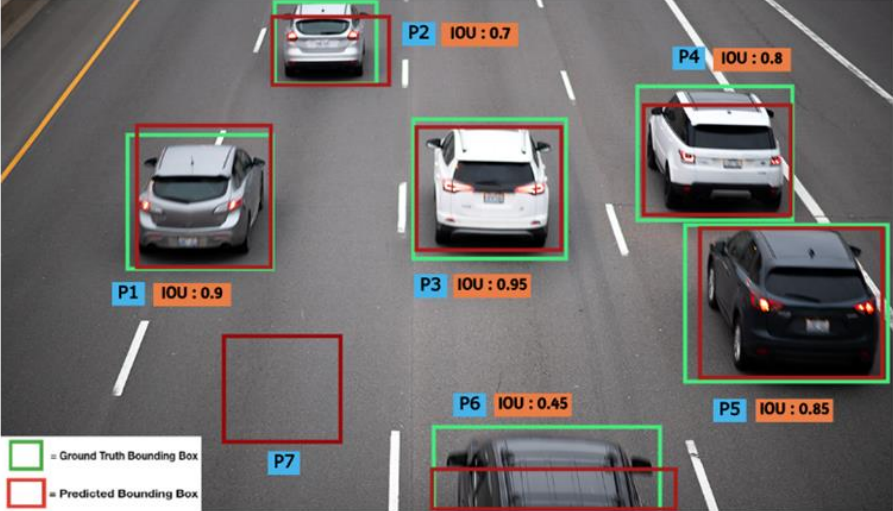 P2 IOU : 0.7
P4 IOU : 0.8
P1 IOU : 0.9
P3 IOU : 0.95
P6 IOU : 0.45
P5 IOU : 0.85
P7
= Ground Truth Bounding Box
= Predicted Bounding Box